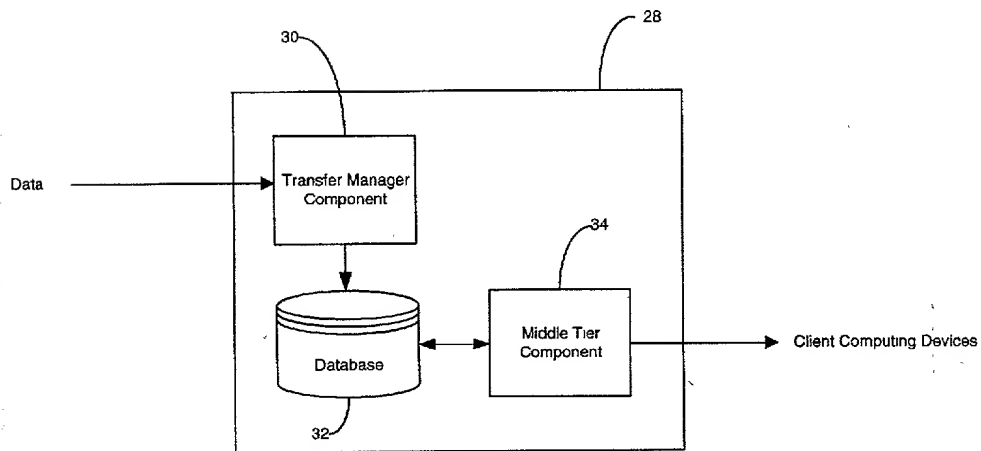 28
30
Transfer Manager
Component
Data
34
Middle Tier
Component
Client Computing Devices
Database
32